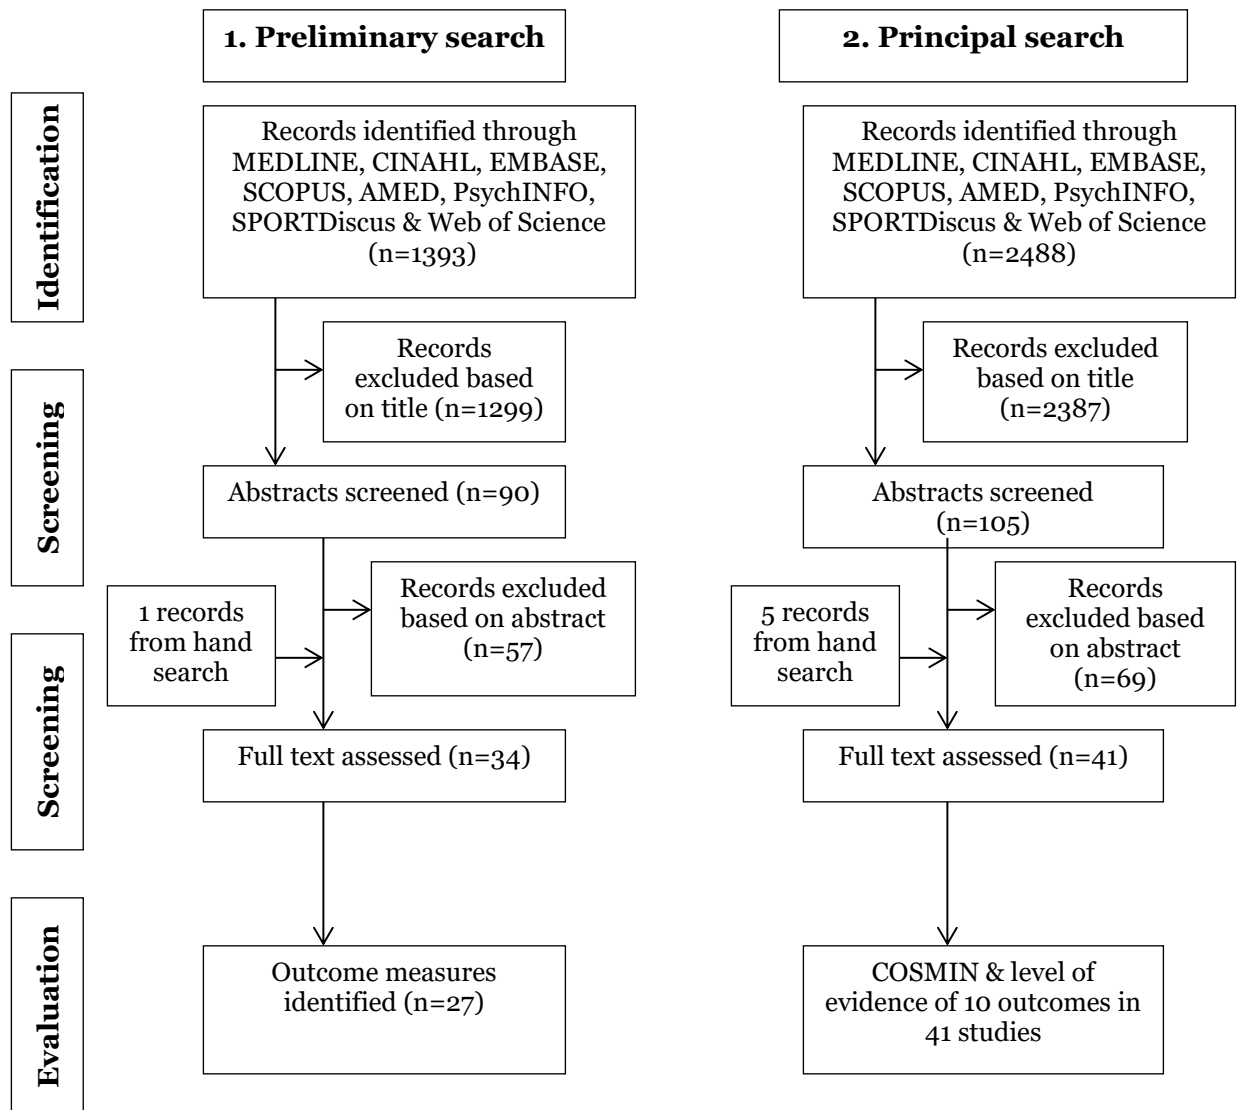 1. Preliminary search
2. Principal search
Identification
Records identified through
MEDLINE, CINAHL, EMBASE,
SCOPUS, AMED, PsychINFO,
SPORTDiscus & Web of Science
(n=1393)
Records identified through
MEDLINE, CINAHL, EMBASE,
SCOPUS, AMED, PsychINFO,
SPORTDiscus & Web of Science
(n=2488)
Records
excluded based
on title (n=1299)
Records excluded
based on title
(n=2387)
Screening
Abstracts screened (n=90)
Abstracts screened
(n=105)
1 records
from hand
search
Records excluded
based on abstract
(n=57)
5 records
from hand
search
Records
excluded based
on abstract
(n=69)
Screening
Full text assessed (n=34)
Full text assessed (n=41)
Evaluation
Outcome measures
identified (n=27)
COSMIN & level of
evidence of 10 outcomes in
41 studies